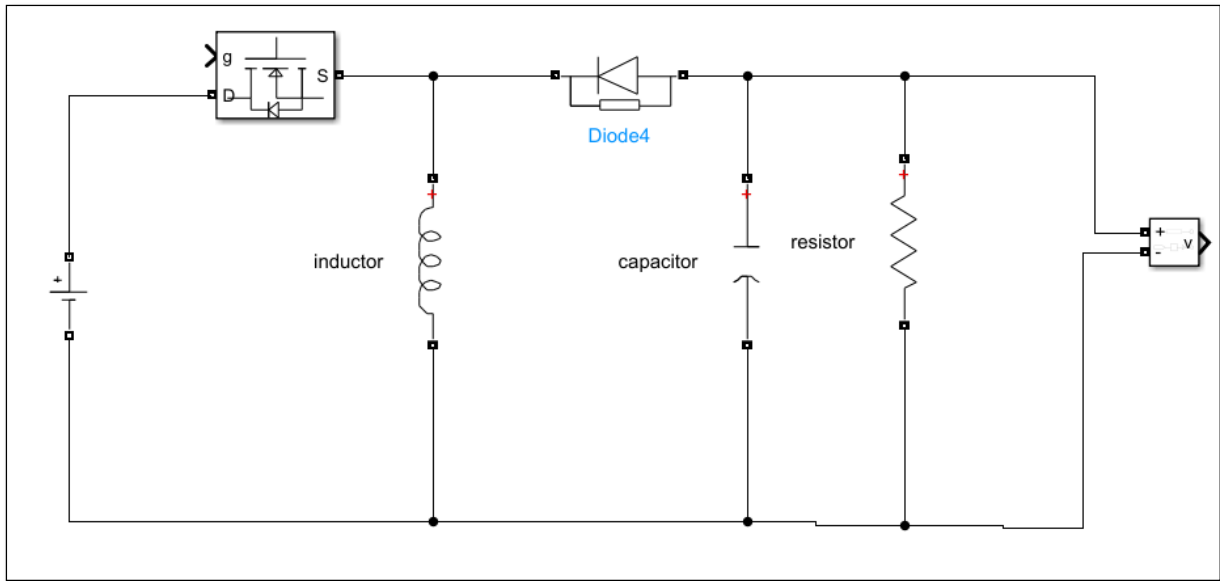 g
S
D
Diode4
+
+
+
resistor
+
inductor
capacitor
v
-
+